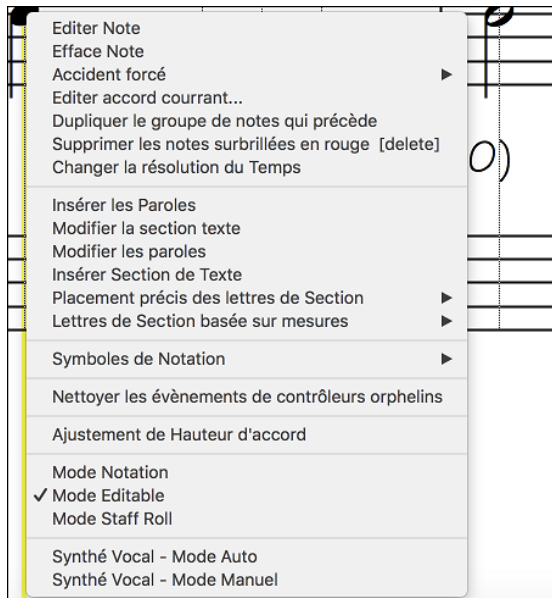 Editer Note
Efface Note
Accident forcé
Editer accord courant...
Dupliquer le groupe de notes qui précède
Supprimer les notes surbrillées en rouge [delete]
Changer la résolution du Temps
Insérer les Paroles
Modifier la section texte
Modifier les paroles
Insérer Section de Texte
Placement précis des lettres de Section
Lettres de Section basée sur mesures
Symboles de Notation
Nettoyer les évènements de contrôleurs orphelins
Ajustement de Hauteur d'accord
Mode Notation
✓ Mode Editable
Mode Staff Roll
Synthé Vocal - Mode Auto
Synthé Vocal - Mode Manuel